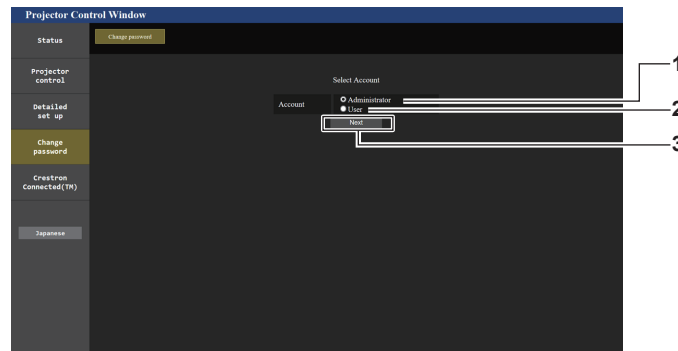 Projector Control Window
Status
Change password
Projector
control
Select Account
Account
Administrator
User
Next
Detailed
set up
Change
password
Crestron
Connected(TM)
Japanese
1
2
3